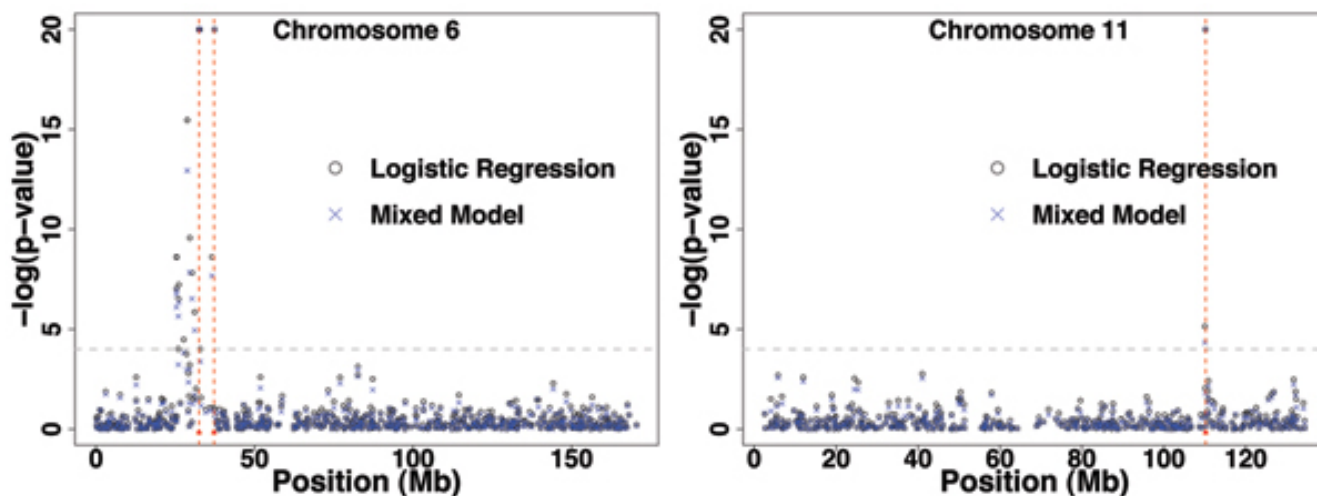 Chromosome 6
20
15
10
5
0
−log(p−value)
Logistic Regression
Mixed Model
0 50 100 150
Position (Mb)
Chromosome 11
20
15
10
5
0
−log(p−value)
Logistic Regression
Mixed Model
0 20 40 60 80 100 120
Position (Mb)